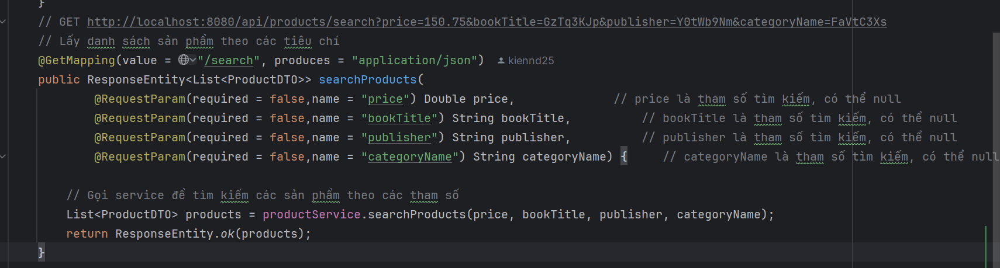 }
// GET http://localhost:8080/api/products/search?price=150.75&bookTitle=GzTq3KJp&publisher=Y0tWb9Nm&categoryName=FaVtC3Xs
// Lấy danh sách sản phẩm theo các tiêu chí
@GetMapping(value = "/search", produces = "application/json") kiennd25
public ResponseEntity<List<ProductDTO>> searchProducts(
@RequestParam(required = false,name = "price") Double price, // price là tham số tìm kiếm, có thể null
@RequestParam(required = false,name = "bookTitle") String bookTitle, // bookTitle là tham số tìm kiếm, có thể null
@RequestParam(required = false,name = "publisher") String publisher, // publisher là tham số tìm kiếm, có thể null
@RequestParam(required = false,name = "categoryName") String categoryName) { // categoryName là tham số tìm kiếm, có thể null
// Gọi service để tìm kiếm các sản phẩm theo các tham số
List<ProductDTO> products = productService.searchProducts(price, bookTitle, publisher, categoryName);
return ResponseEntity.ok(products);
}